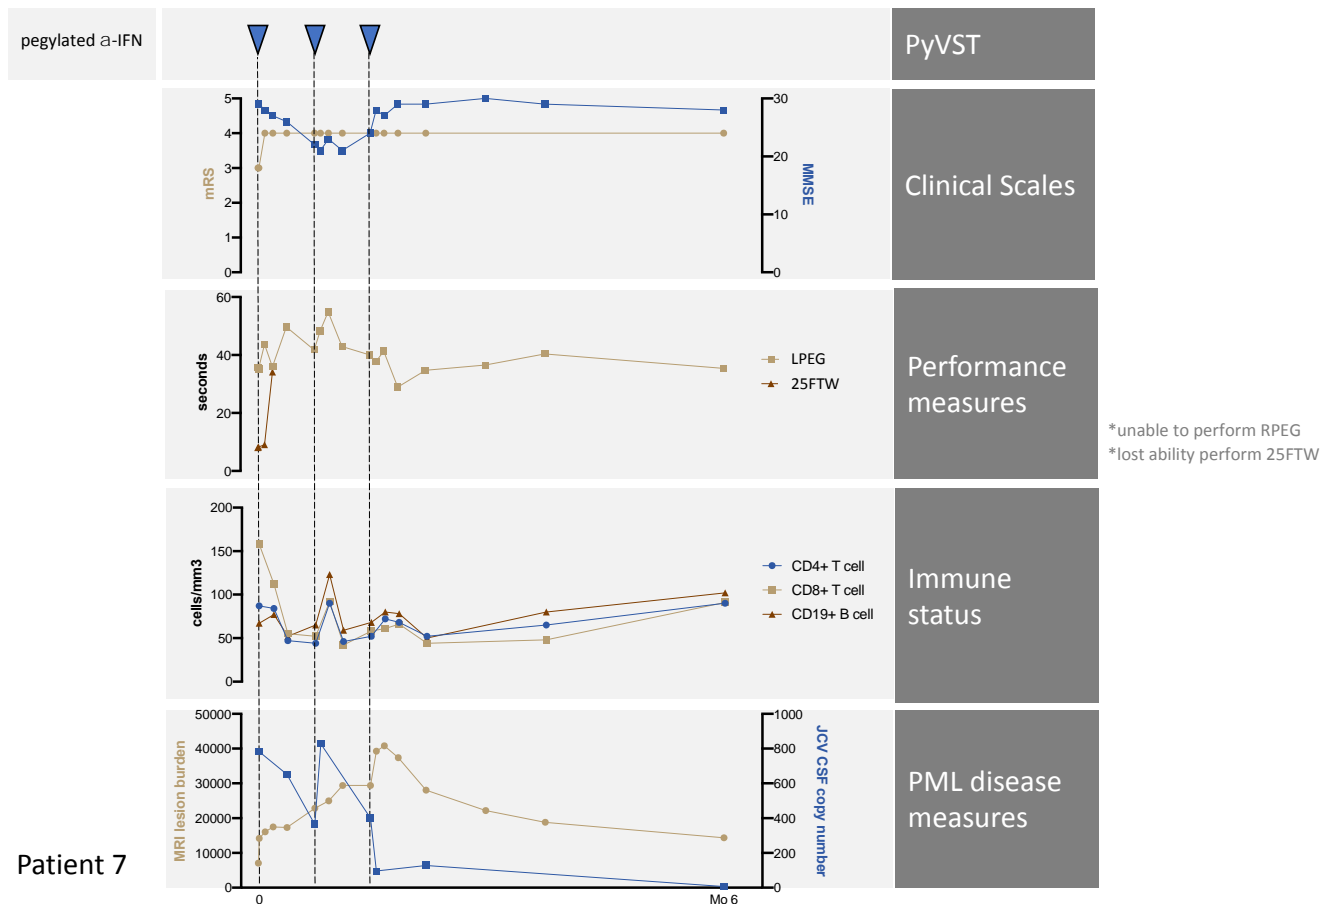 pegylated a-IFN
PyVST
5
4
3
2
1
0
mRS
30
20
10
0
MMSE
Clinical Scales
60
40
20
0
seconds
LPEG
25FTW
Performance
measures
*unable to perform RPEG
*lost ability perform 25FTW
200
150
100
50
0
cells/mm3
CD4+ T cell
CD8+ T cell
CD19+ B cell
Immune
status
50000
40000
30000
20000
10000
0
MRI lesion burden
1000
800
600
400
200
0
JCV CSF copy number
PML disease
measures
Patient 7
0
Mo 6